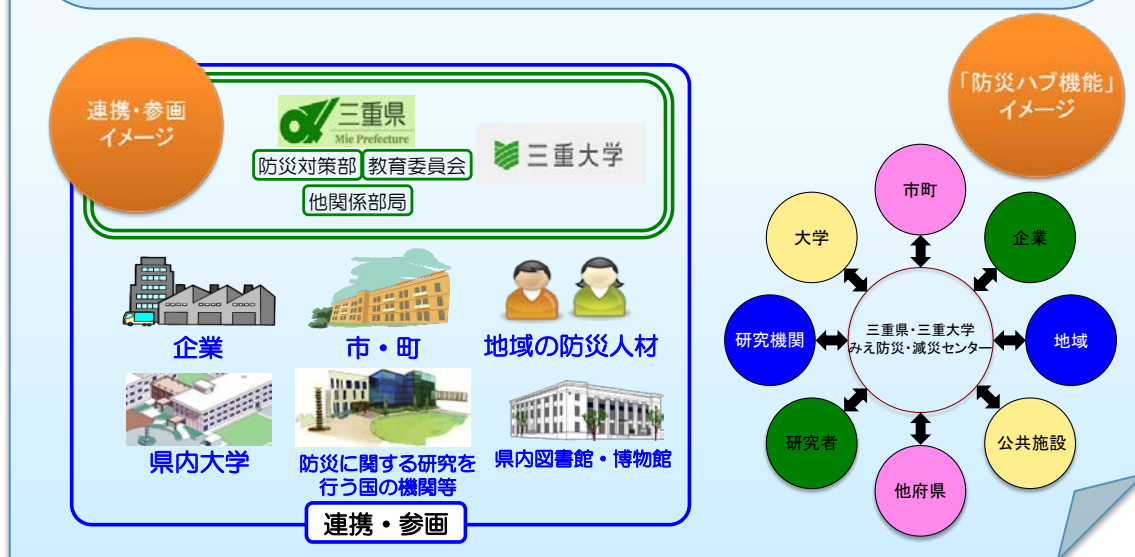 連携・参画
イメージ
三重県
Mie Prefecture
三重大学
防災対策部
教育委員会
他関係部局
企業
市・町
地域の防災人材
県内大学
防災に関する研究を
行う国の機関等
県内図書館・博物館
連携・参画
「防災ハブ機能」
イメージ
市町
大学
企業
研究機関
三重県・三重大学
みえ防災・減災センター
地域
研究者
公共施設
他府県